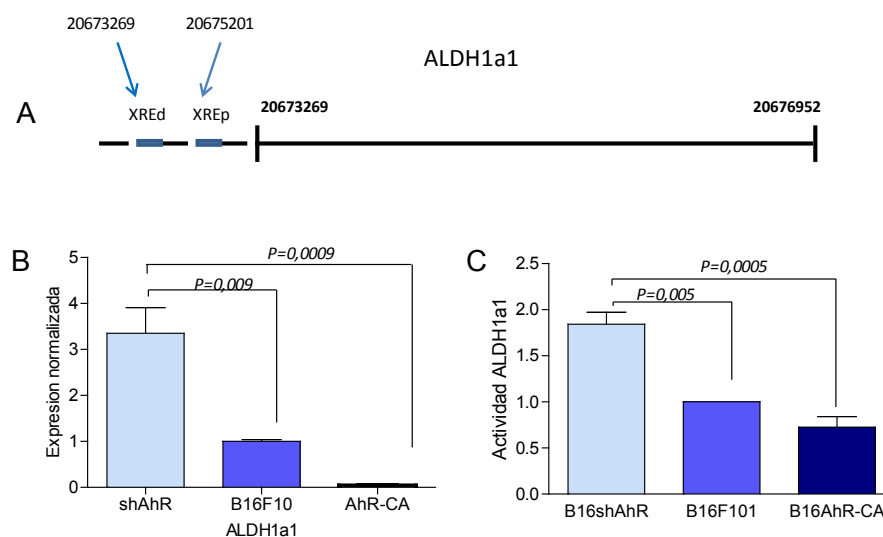 20673269 20675201
ALDH1a1
A
XREd XREp
20673269 20676952
B
P=0,0009
P=0,009
Expresion normalizada
5
4
3
2
1
0
shAhR B16F10 AhR-CA
ALDH1a1
C
P=0,0005
P=0,005
Actividad ALDH1a1
2.5
2.0
1.5
1.0
0.5
0.0
B16shAhR B16F101 B16AhR-CA